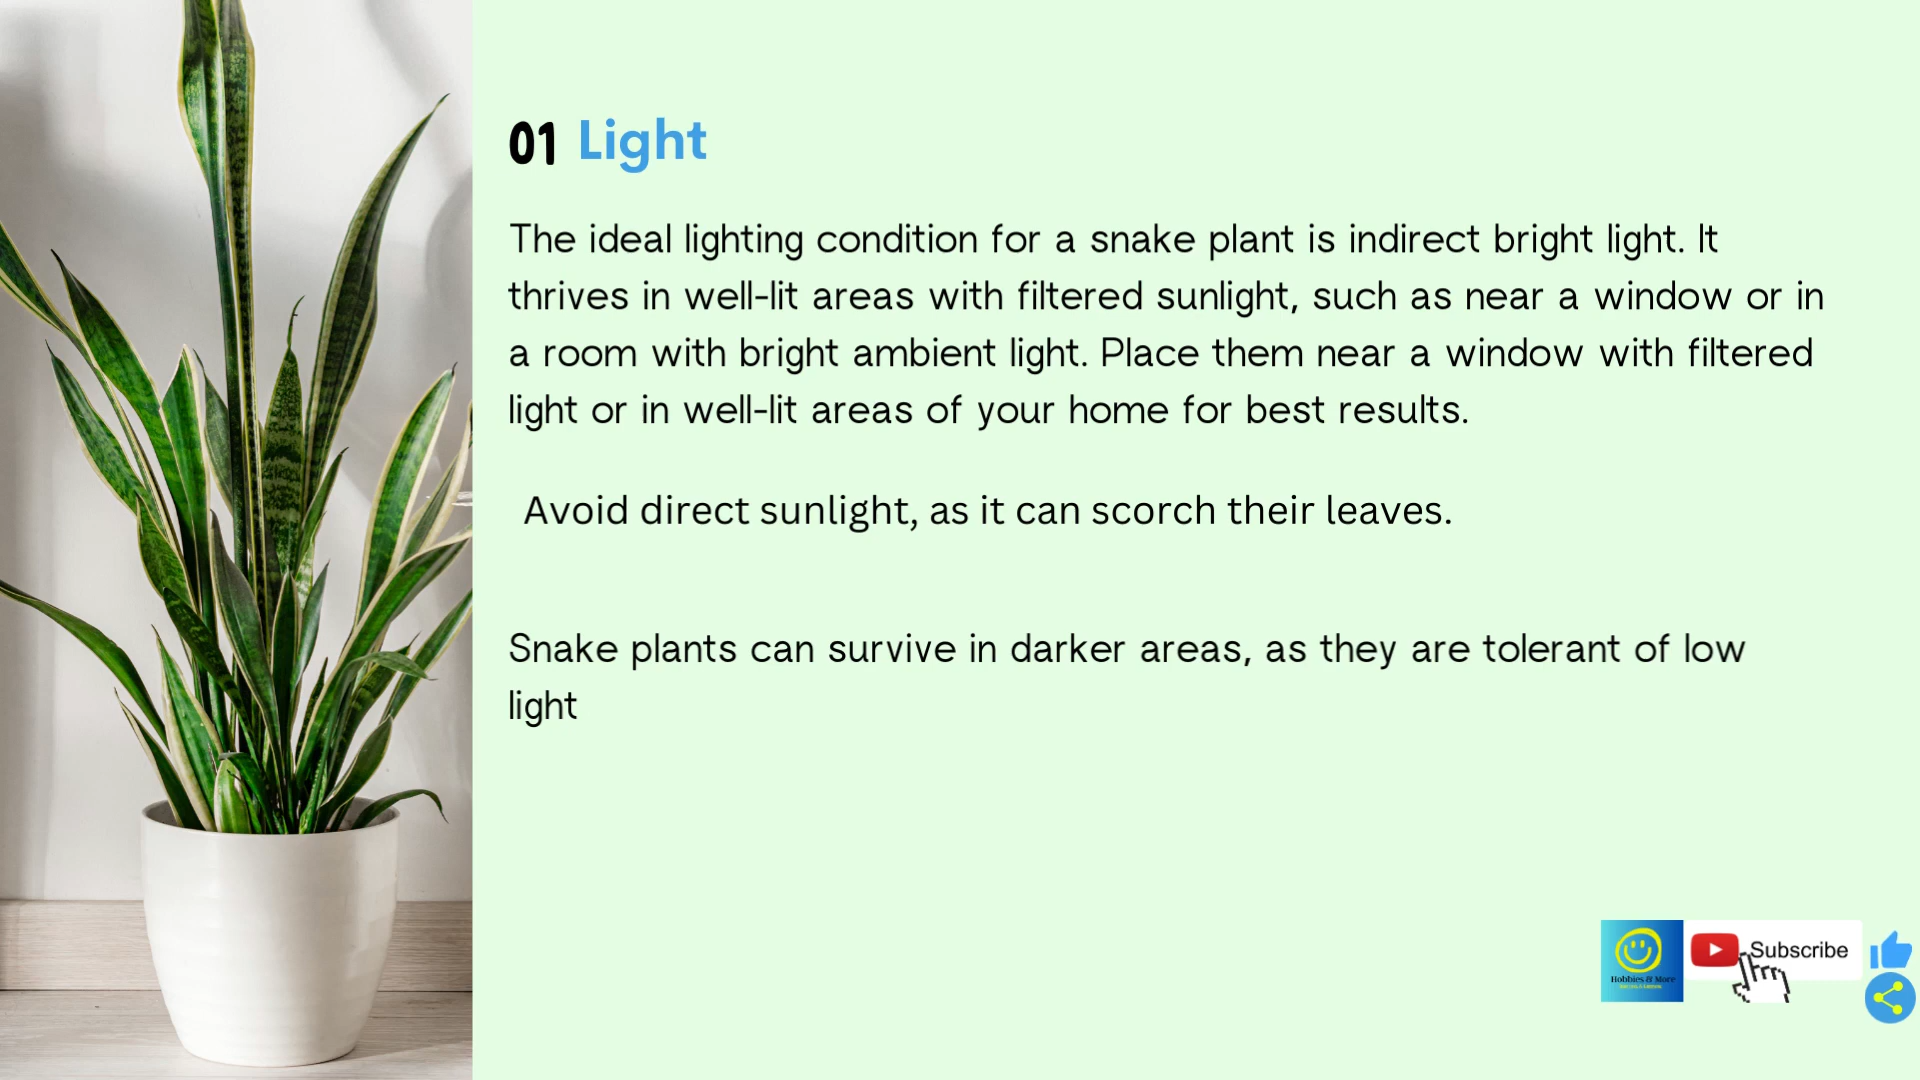 01 Light
The ideal lighting condition for a snake plant is indirect bright light. It
thrives in well-lit areas with filtered sunlight, such as near a window or in
a room with bright ambient light. Place them near a window with filtered
light or in well-lit areas of your home for best results.
Avoid direct sunlight, as it can scorch their leaves.
Snake plants can survive in darker areas, as they are tolerant of low
light
Subscribe
Hobbies & More